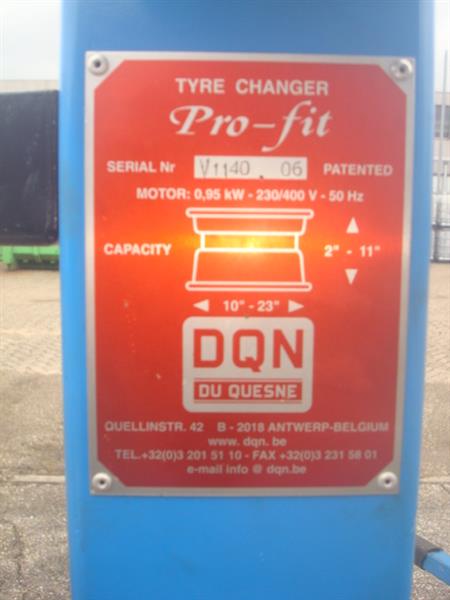 TYRE CHANGER
Pro-fit
SERIAL Nr V1140 06 PATENTED
MOTOR: 0,95 kW - 230/400 V - 50 Hz
CAPACITY 2" - 11"
10" - 23"
DQN
DU QUESNE
QUELLINSTR. 42 B - 2018 ANTWERP-BELGIUM
www. dqn. be
TEL.+32(0)3 201 51 10 - FAX +32(0)3 231 58 01
e-mail info @ dqn.be